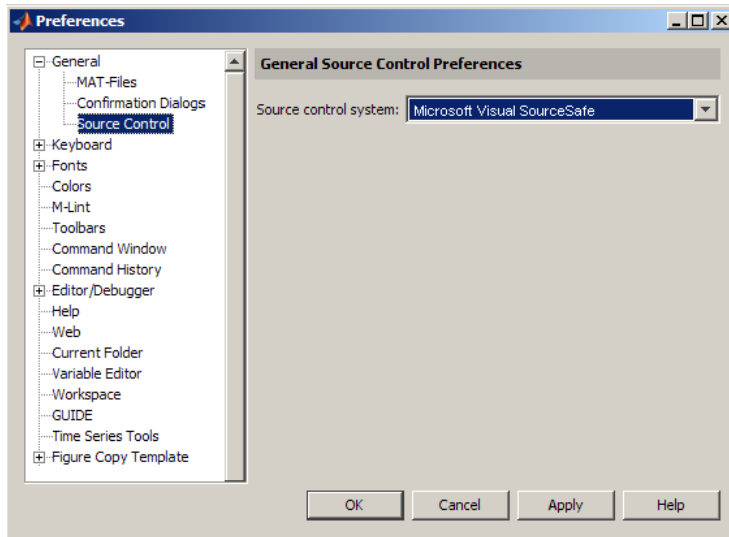 Preferences
General
MAT-Files
Confirmation Dialogs
Source Control
Keyboard
Fonts
Colors
M-Lint
Toolbars
Command Window
Command History
Editor/Debugger
Help
Web
Current Folder
Variable Editor
Workspace
GUIDE
Time Series Tools
Figure Copy Template
General Source Control Preferences
Source control system: Microsoft Visual SourceSafe
OK Cancel Apply Help